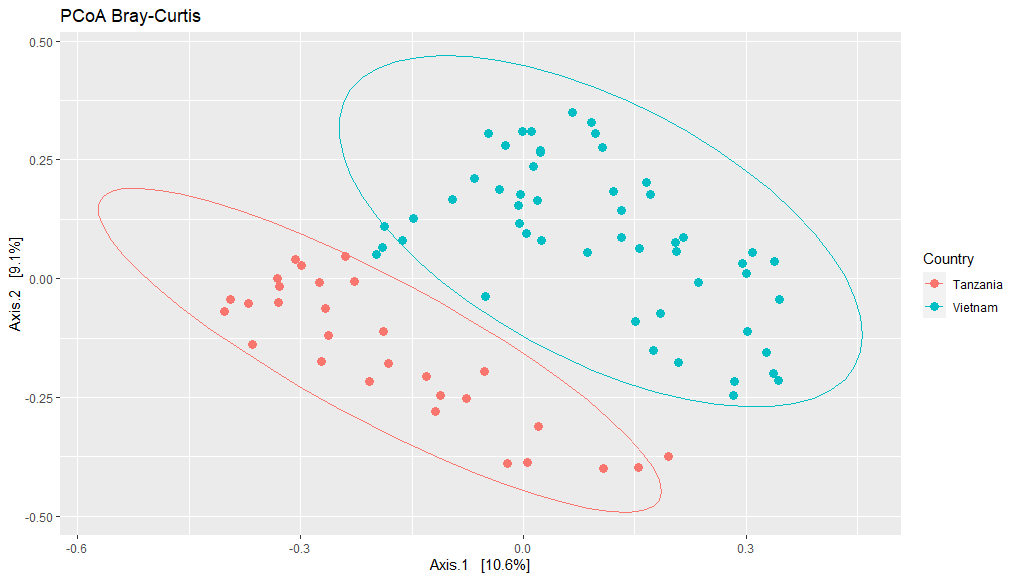 PCoA Bray-Curtis
0.50
0.25
0.00
-0.25
-0.50
Axis.2 [9.1%]
-0.6
-0.3
0.0
0.3
Axis.1 [10.6%]
Country
Tanzania
Vietnam